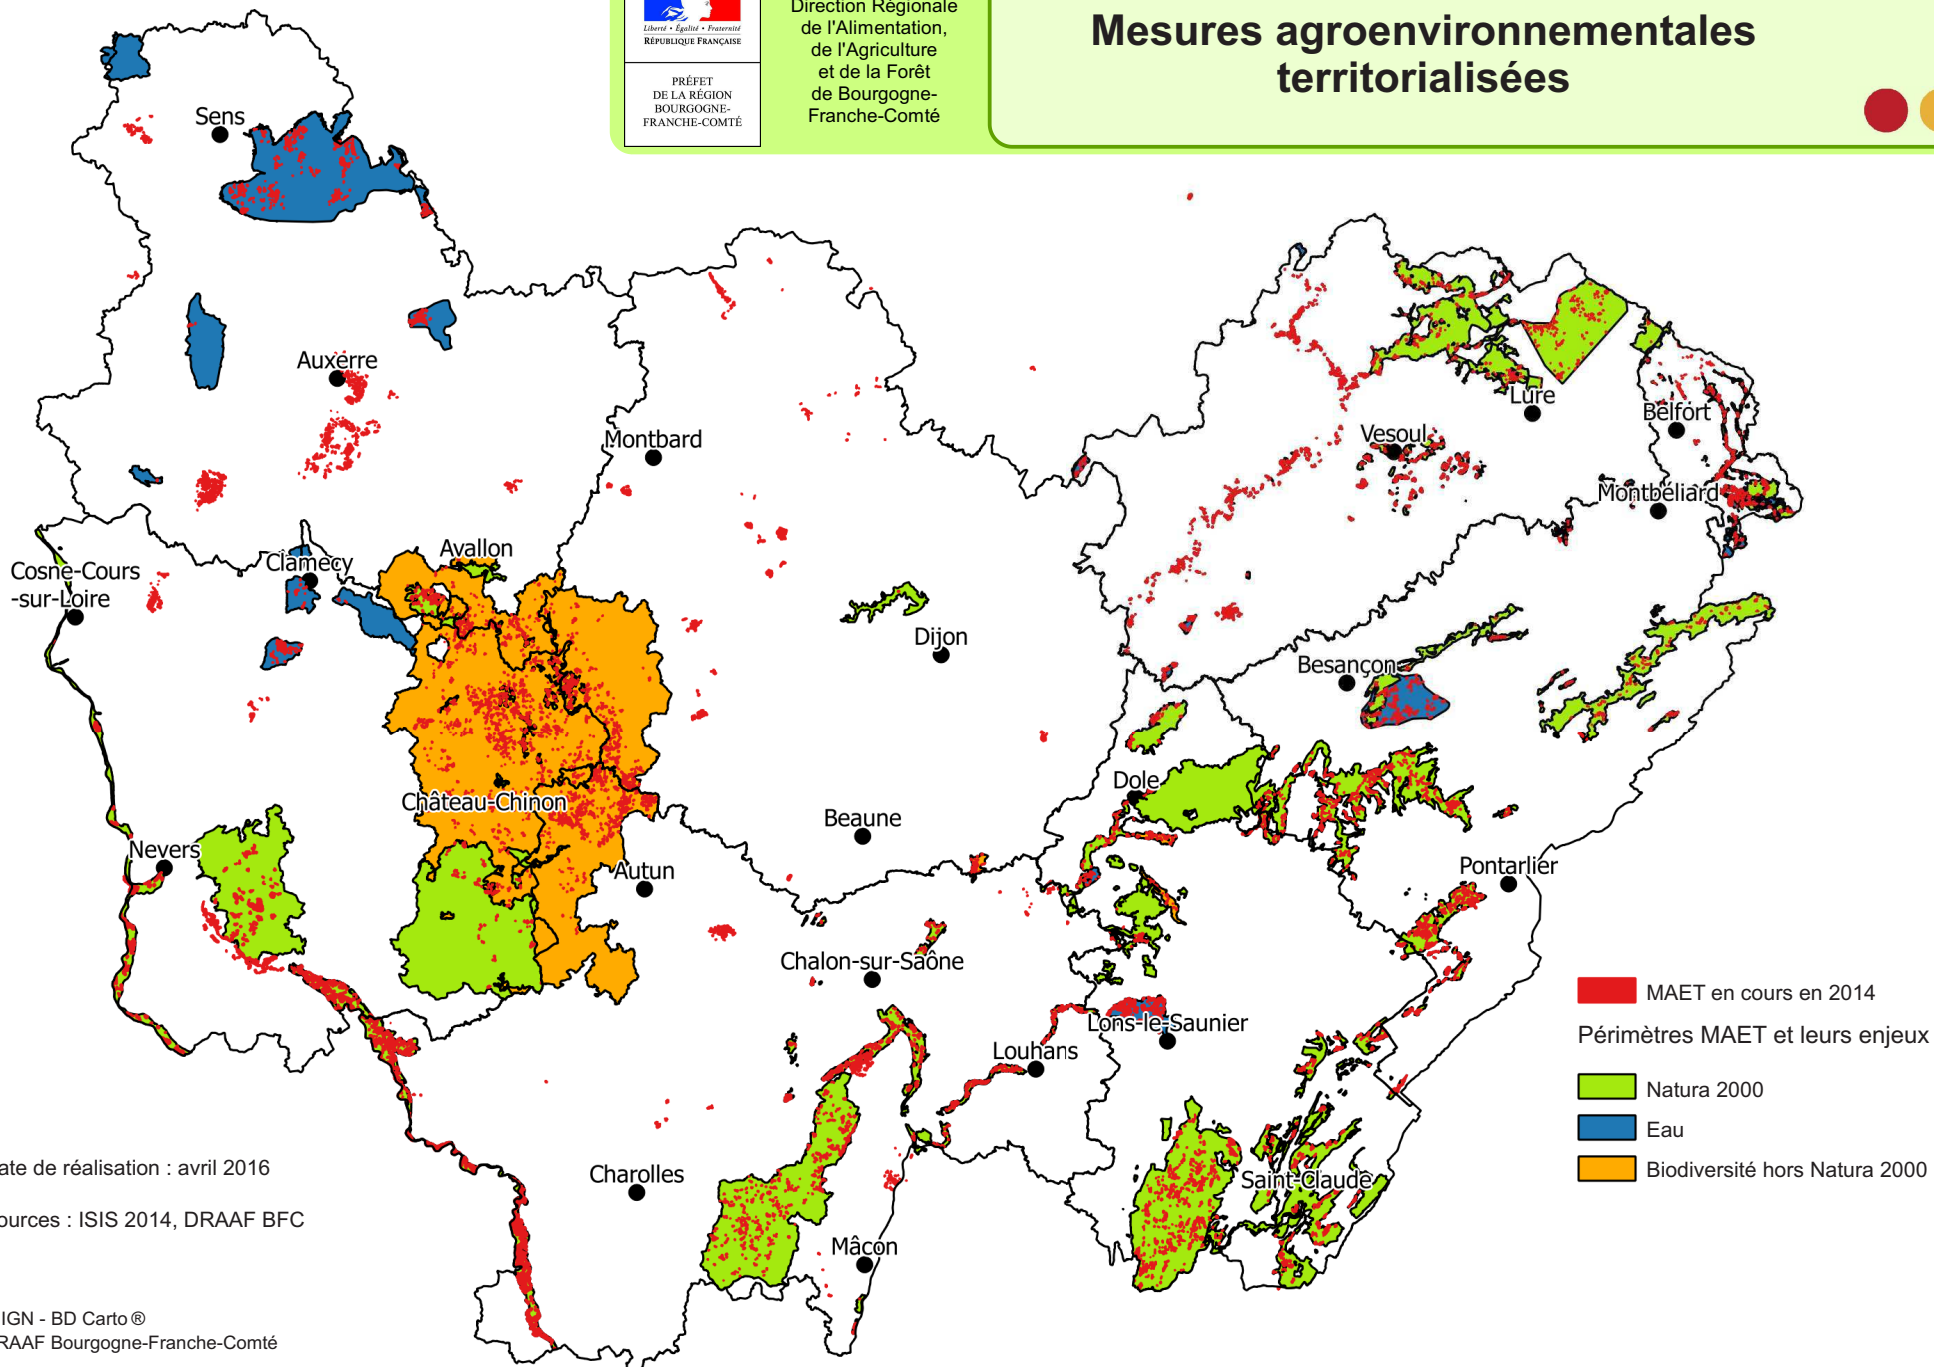 Liberté • Égalité • Fraternité
RÉPUBLIQUE FRANÇAISE
PRÉFET
DE LA RÉGION
BOURGOGNE-
FRANCHE-COMTÉ
Direction Régionale
de l'Alimentation,
de l'Agriculture
et de la Forêt
de Bourgogne-
Franche-Comté
Mesures agroenvironnementales
territorialisées
Sens
Auxerre
Montbard
Lure
Belfort
Vesoul
Montbéliard
Avallon
Clamecy
Cosne-Cours
-sur-Loire
Dijon
Besançon
Dole
Château-Chinon
Beaune
Nevers
Autun
Pontarlier
Chalon-sur-Saône
Lons-le-Saunier
Louhans
Charolles
Saint-Claude
Mâcon
MAET en cours en 2014
Périmètres MAET et leurs enjeux
Natura 2000
Eau
Biodiversité hors Natura 2000
ate de réalisation : avril 2016
ources : ISIS 2014, DRAAF BFC
IGN - BD Carto ®
RAAF Bourgogne-Franche-Comté